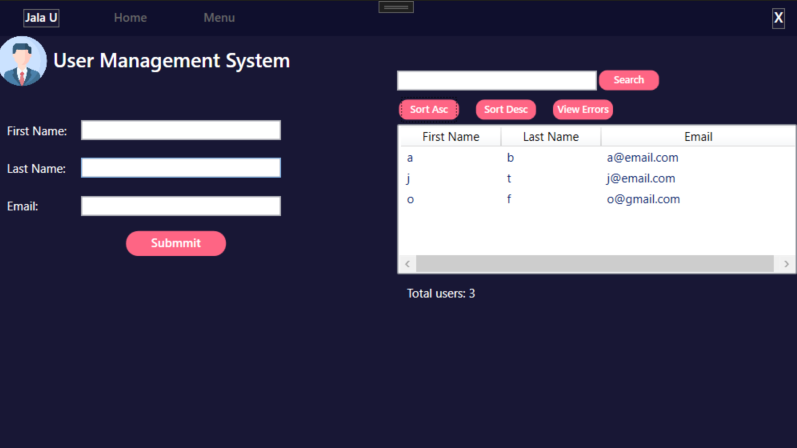 Jala U Home Menu X
User Management System
Search
Sort Asc Sort Desc View Errors
First Name:
Last Name:
Email:
Submmit
First Name Last Name Email
a b a@email.com
j t j@email.com
o f o@gmail.com
Total users: 3